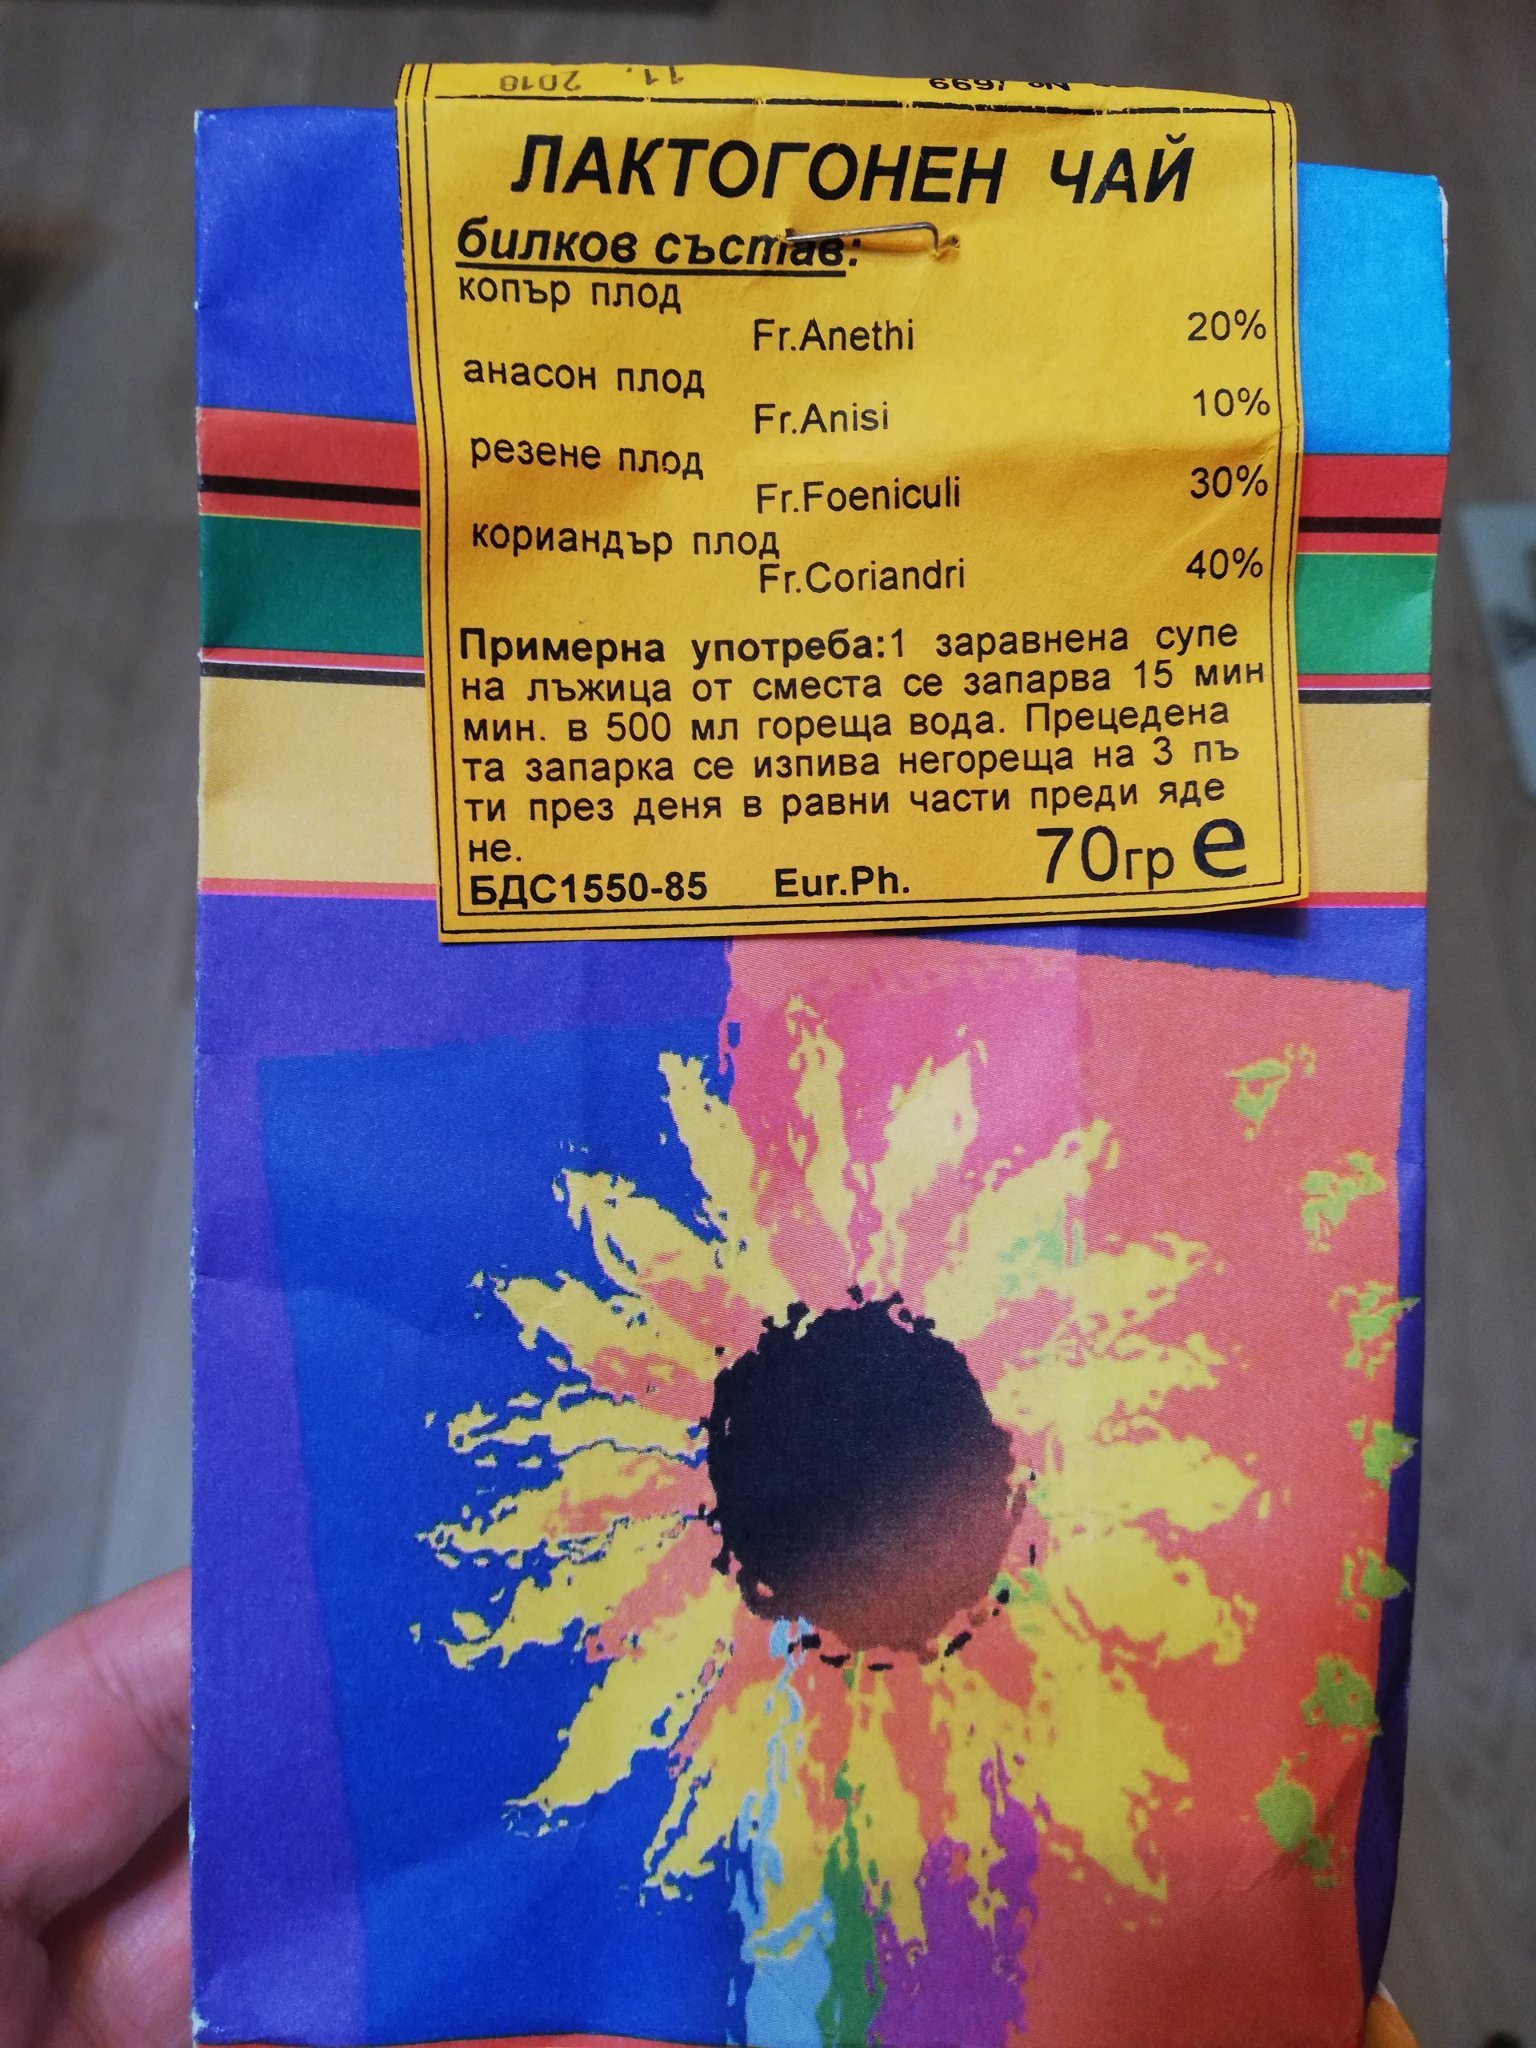 11. 2018
ЛАКТОГОНЕН ЧАЙ
билков състав:
копър плод
Fr.Anethi 20%
анасон плод
Fr.Anisi 10%
резене плод
Fr.Foeniculi 30%
кориандър плод
Fr.Coriandri 40%
Примерна употреба:1 заравнена супе
на лъжица от сместа се запарва 15 мин
мин. в 500 мл гореща вода. Прецедена
та запарка се изпива негореща на 3 пъ
ти през деня в равни части преди яде
не.
70гр e
БДС1550-85 Eur.Ph.